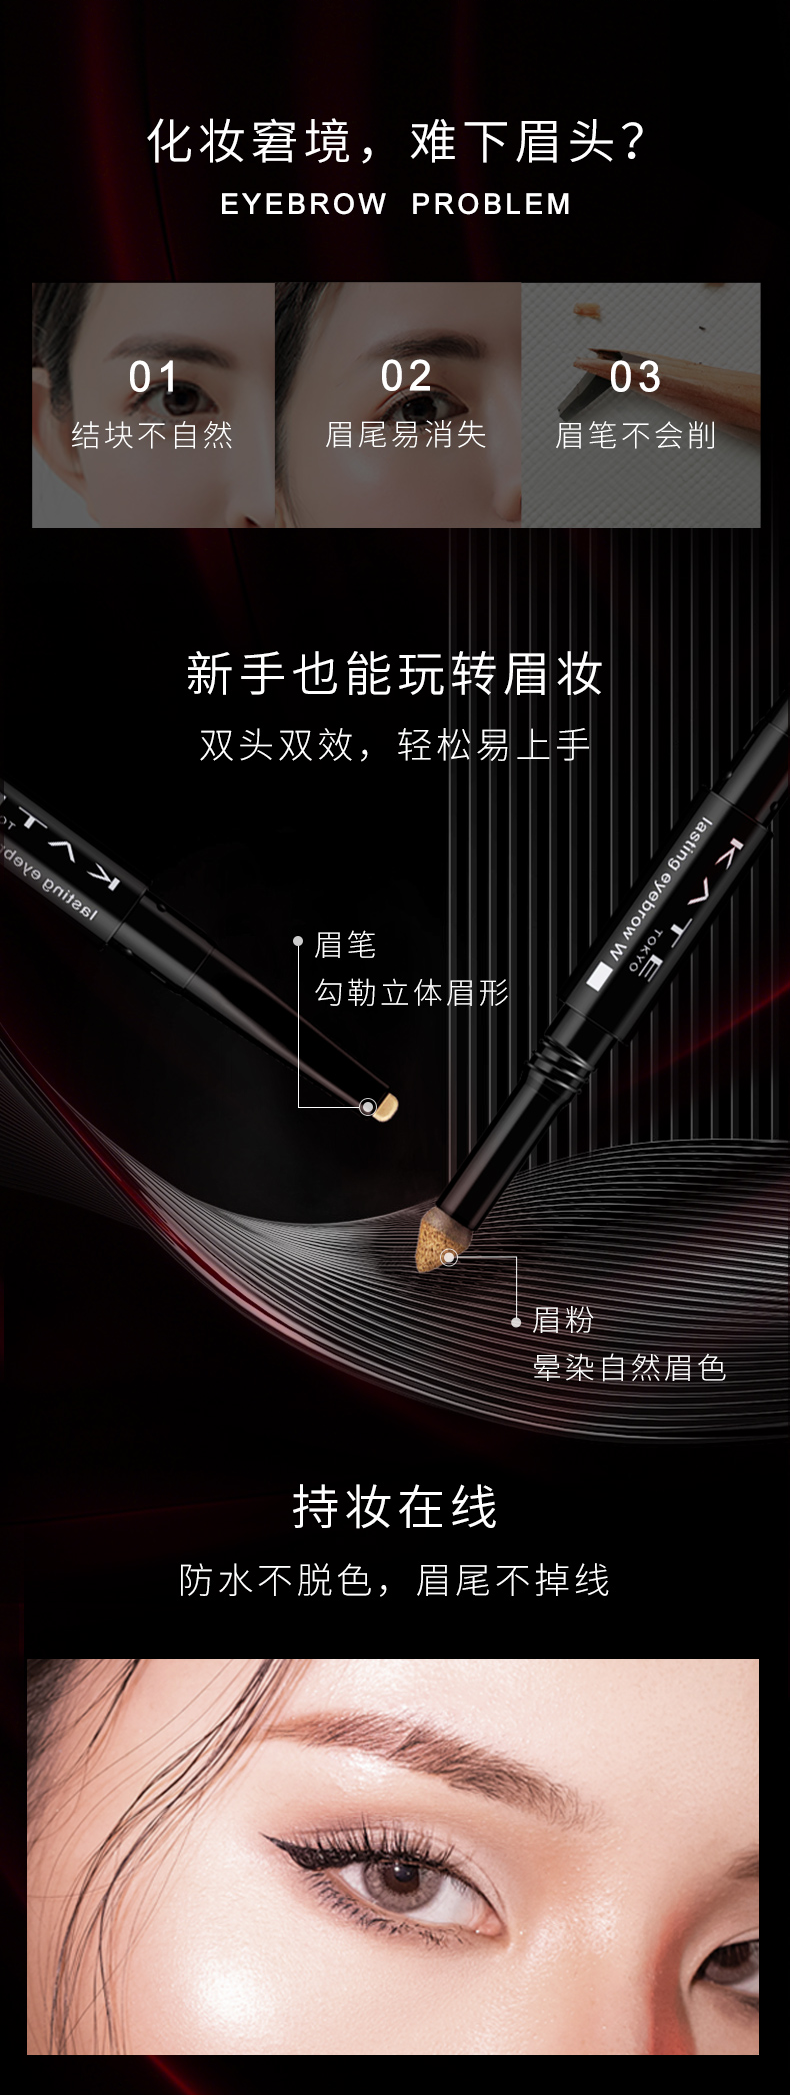 化妆窘境，难下眉头？
EYEBROW PROBLEM
01
结块不自然
02
眉尾易消失
03
眉笔不会削
新手也能玩转眉妆
双头双效，轻松易上手
KAT
lasting eyeb
KATE
TOKYO
lasting eyebrow W
眉笔
勾勒立体眉形
眉粉
晕染自然眉色
持妆在线
防水不脱色，眉尾不掉线